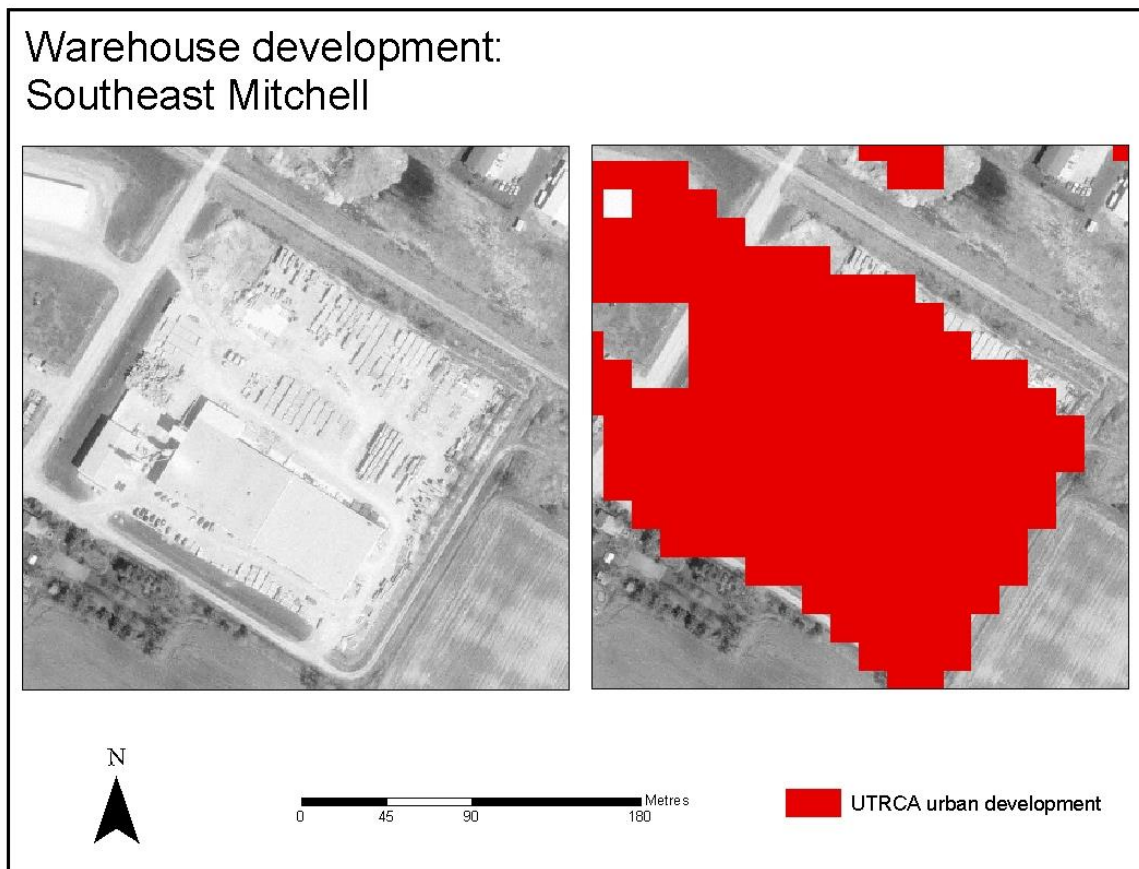 Warehouse development:
Southeast Mitchell
N
Metres
0 45 90 180
UTRCA urban development